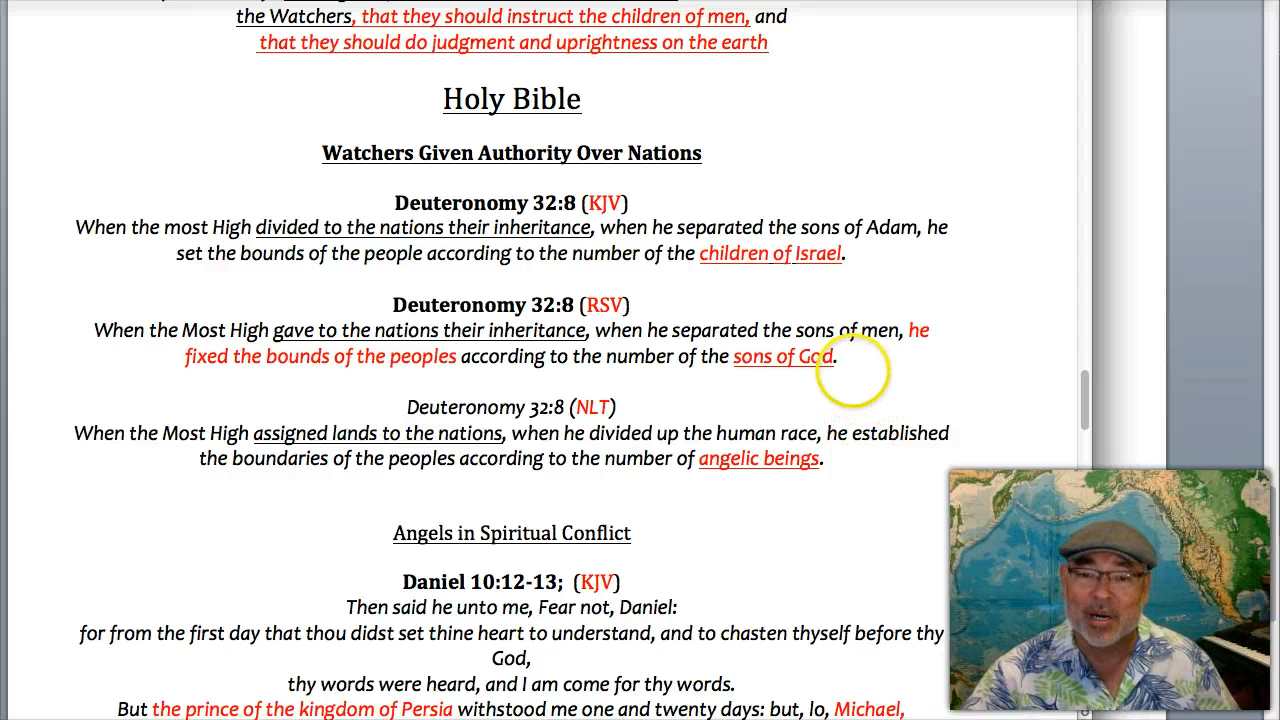 the Watchers, that they should instruct the children of men, and
that they should do judgment and uprightness on the earth
Holy Bible
Watchers Given Authority Over Nations
Deuteronomy 32:8 (KJV)
When the most High divided to the nations their inheritance, when he separated the sons of Adam, he
set the bounds of the people according to the number of the children of Israel.
Deuteronomy 32:8 (RSV)
When the Most High gave to the nations their inheritance, when he separated the sons of men, he
fixed the bounds of the peoples according to the number of the sons of God.
Deuteronomy 32:8 (NLT)
When the Most High assigned lands to the nations, when he divided up the human race, he established
the boundaries of the peoples according to the number of angelic beings.
Angels in Spiritual Conflict
Daniel 10:12-13; (KJV)
Then said he unto me, Fear not, Daniel:
for from the first day that thou didst set thine heart to understand, and to chasten thyself before thy
God,
thy words were heard, and I am come for thy words.
But the prince of the kingdom of Persia withstood me one and twenty days: but, lo, Michael,